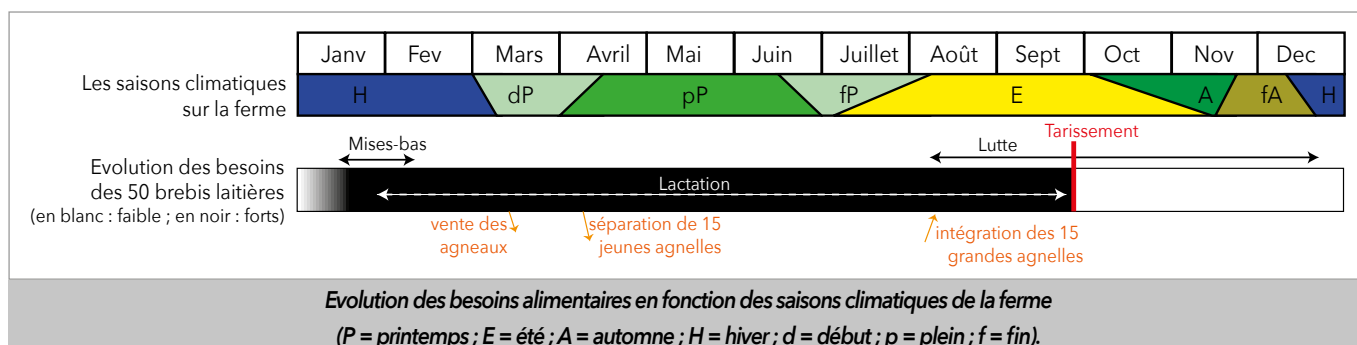 Janv Fev Mars Avril Mai Juin Juillet Août Sept Oct Nov Dec
Les saisons climatiques
sur la ferme
H dP pP fP E A fA H
Tarissement
Mises-bas
Lutte
Evolution des besoins
des 50 brebis laitières
(en blanc : faible ; en noir : forts)
Lactation
vente des
agneaux
séparation de 15
jeunes agnelles
intégration des 15
grandes agnelles
Evolution des besoins alimentaires en fonction des saisons climatiques de la ferme
(P = printemps ; E = été ; A = automne ; H = hiver ; d = début ; p = plein ; f = fin).